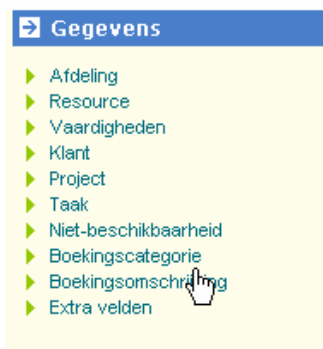 Gegevens
Afdeling
Resource
Vaardigheden
Klant
Project
Taak
Niet-beschikbaarheid
Boekingscategorie
Boekingsomschrijving
Extra velden